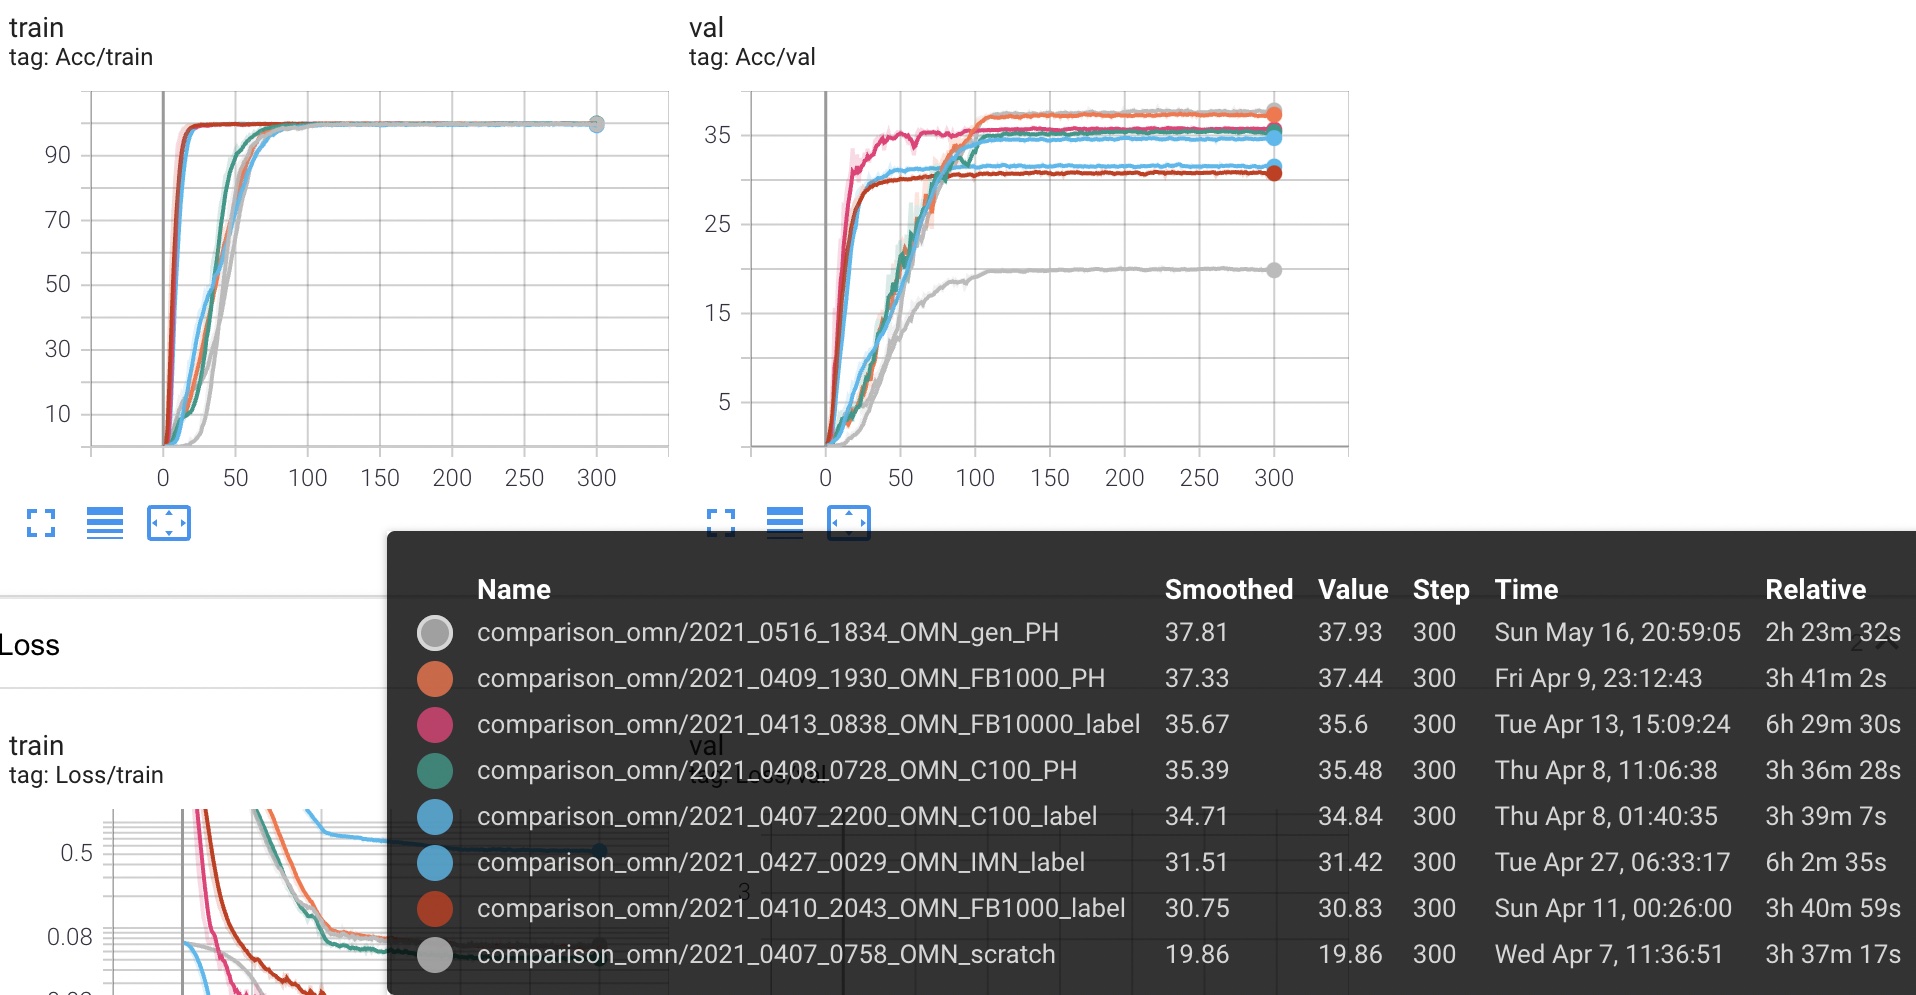 train
tag: Acc/train
90
70
50
30
10
0 50 100 150 200 250 300
val
tag: Acc/val
35
25
15
5
0 50 100 150 200 250 300
Loss
2
train
tag: Loss/train
0.5
0.08
val
tag: Loss/val
3
Name Smoothed Value Step Time Relative
comparison_omn/2021_0516_1834_OMN_gen_PH 37.81 37.93 300 Sun May 16, 20:59:05 2h 23m 32s
comparison_omn/2021_0409_1930_OMN_FB1000_PH 37.33 37.44 300 Fri Apr 9, 23:12:43 3h 41m 2s
comparison_omn/2021_0413_0838_OMN_FB10000_label 35.67 35.6 300 Tue Apr 13, 15:09:24 6h 29m 30s
comparison_omn/2021_0408_0728_OMN_C100_PH 35.39 35.48 300 Thu Apr 8, 11:06:38 3h 36m 28s
comparison_omn/2021_0407_2200_OMN_C100_label 34.71 34.84 300 Thu Apr 8, 01:40:35 3h 39m 7s
comparison_omn/2021_0427_0029_OMN_IMN_label 31.51 31.42 300 Tue Apr 27, 06:33:17 6h 2m 35s
comparison_omn/2021_0410_2043_OMN_FB1000_label 30.75 30.83 300 Sun Apr 11, 00:26:00 3h 40m 59s
comparison_omn/2021_0407_0758_OMN_scratch 19.86 19.86 300 Wed Apr 7, 11:36:51 3h 37m 17s